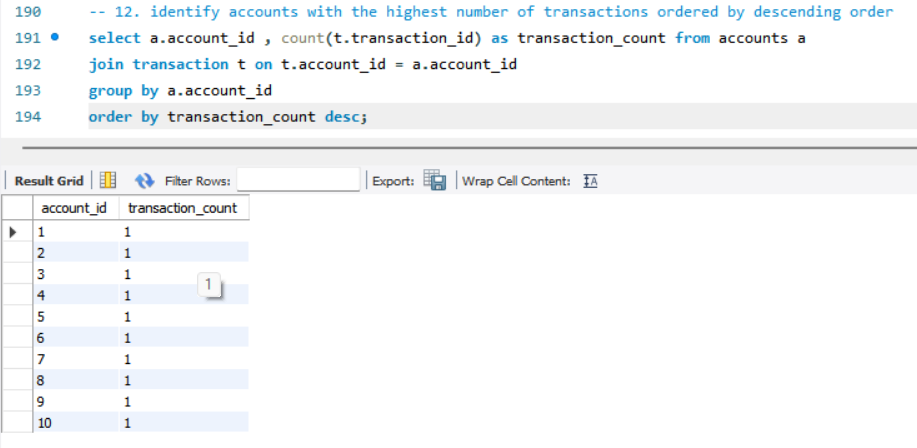 190 -- 12. identify accounts with the highest number of transactions ordered by descending order
191 select a.account_id , count(t.transaction_id) as transaction_count from accounts a
192 join transaction t on t.account_id = a.account_id
193 group by a.account_id
194 order by transaction_count desc;
Result Grid Filter Rows: Export: Wrap Cell Content: IA
account_id transaction_count
1 1
2 1
3 1
1
4 1
5 1
6 1
7 1
8 1
9 1
10 1